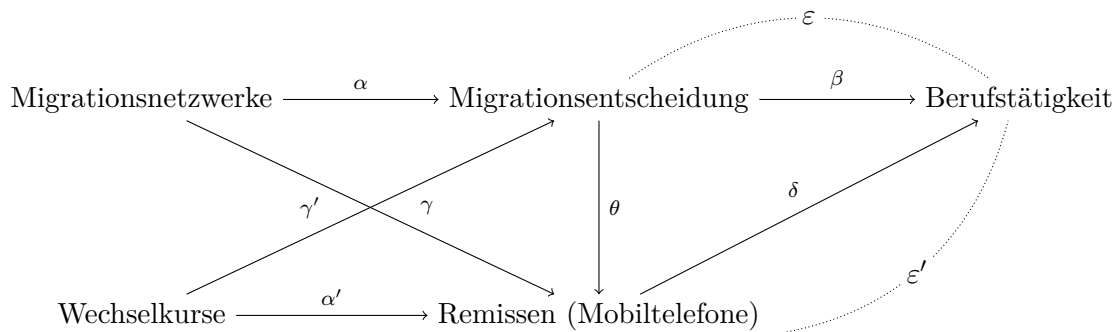 ε
Migrationsnetzwerke α Migrationsentscheidung β Berufstätigkeit
γ′ γ θ δ
ε′
Wechselkurse α′ Remissen (Mobiltelefone)